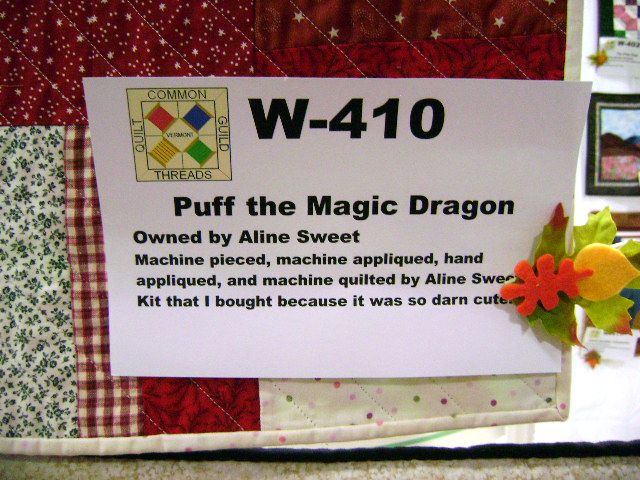 COMMON
QUILT
VERMONT
GUILD
THREADS
W-410
Puff the Magic Dragon
Owned by Aline Sweet
Machine pieced, machine appliqued, hand
appliqued, and machine quilted by Aline
Kit that I bought because it was so darn cute